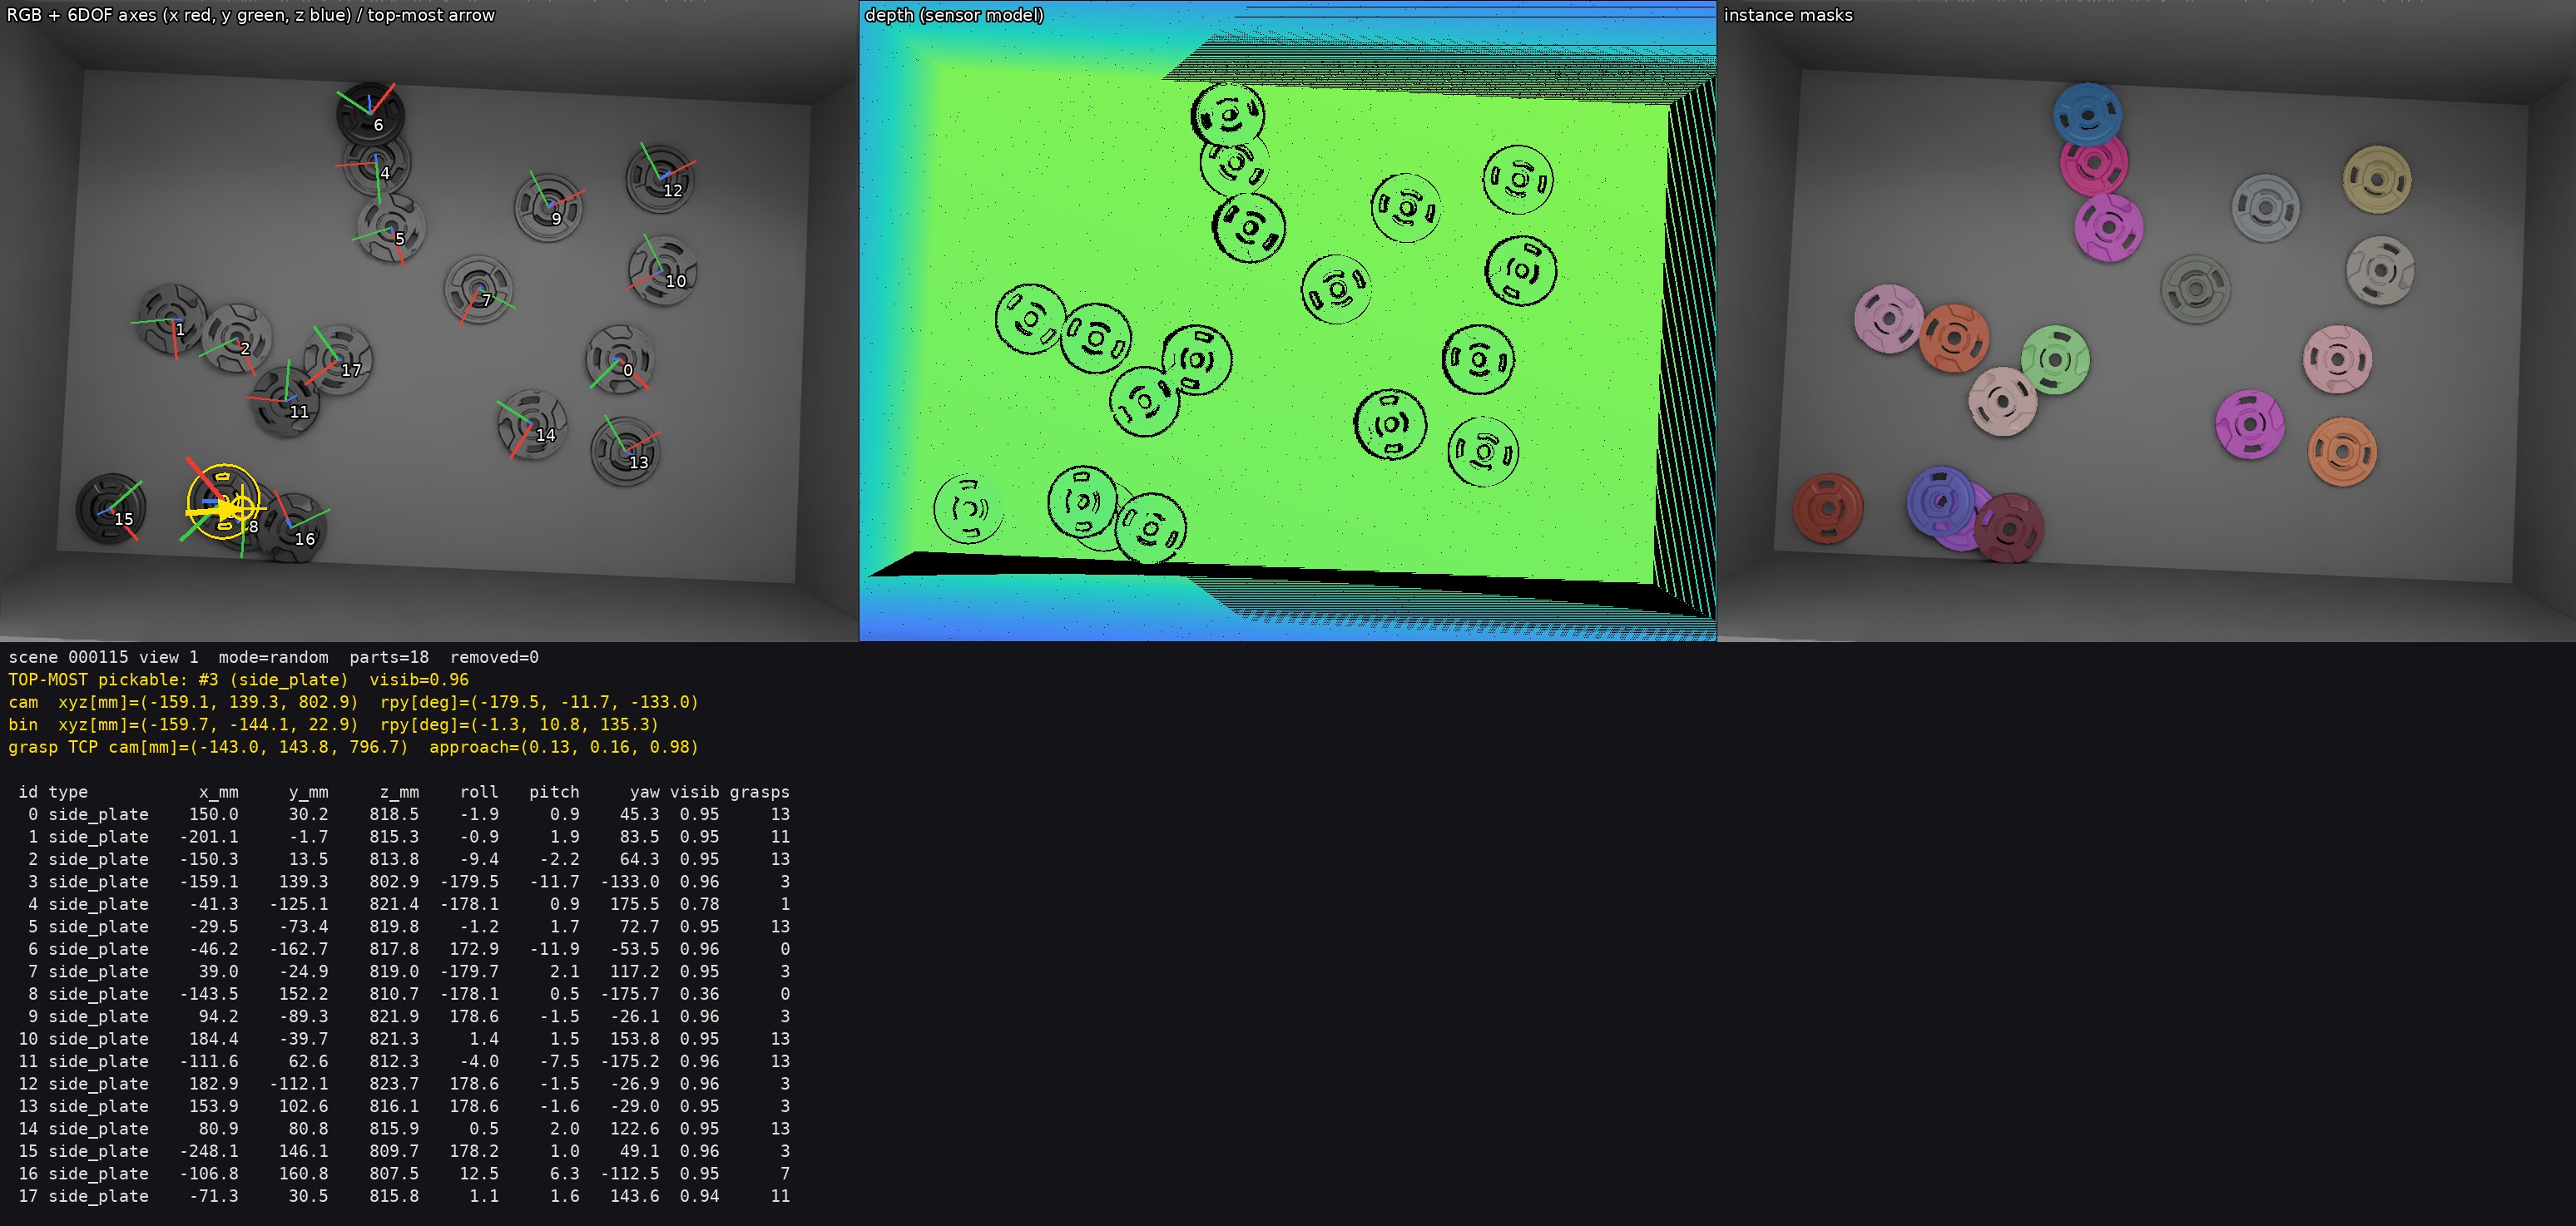 RGB + 6DOF axes (x red, y green, z blue) / top-most arrow
depth (sensor model)
instance masks
6
4
12
9
5
10
7
1
2
17
0
11
14
13
15
8
16
scene 000115 view 1  mode=random  parts=18  removed=0
TOP-MOST pickable: #3 (side_plate)  visib=0.96
cam  xyz[mm]=(-159.1, 139.3, 802.9)  rpy[deg]=(-179.5, -11.7, -133.0)
bin  xyz[mm]=(-159.7, -144.1, 22.9)  rpy[deg]=(-1.3, 10.8, 135.3)
grasp TCP cam[mm]=(-143.0, 143.8, 796.7)  approach=(0.13, 0.16, 0.98)
id type x_mm y_mm z_mm roll pitch yaw visib grasps
0 side_plate 150.0 30.2 818.5 -1.9 0.9 45.3 0.95 13
1 side_plate -201.1 -1.7 815.3 -0.9 1.9 83.5 0.95 11
2 side_plate -150.3 13.5 813.8 -9.4 -2.2 64.3 0.95 13
3 side_plate -159.1 139.3 802.9 -179.5 -11.7 -133.0 0.96 3
4 side_plate -41.3 -125.1 821.4 -178.1 0.9 175.5 0.78 1
5 side_plate -29.5 -73.4 819.8 -1.2 1.7 72.7 0.95 13
6 side_plate -46.2 -162.7 817.8 172.9 -11.9 -53.5 0.96 0
7 side_plate 39.0 -24.9 819.0 -179.7 2.1 117.2 0.95 3
8 side_plate -143.5 152.2 810.7 -178.1 0.5 -175.7 0.36 0
9 side_plate 94.2 -89.3 821.9 178.6 -1.5 -26.1 0.96 3
10 side_plate 184.4 -39.7 821.3 1.4 1.5 153.8 0.95 13
11 side_plate -111.6 62.6 812.3 -4.0 -7.5 -175.2 0.96 13
12 side_plate 182.9 -112.1 823.7 178.6 -1.5 -26.9 0.96 3
13 side_plate 153.9 102.6 816.1 178.6 -1.6 -29.0 0.95 3
14 side_plate 80.9 80.8 815.9 0.5 2.0 122.6 0.95 13
15 side_plate -248.1 146.1 809.7 178.2 1.0 49.1 0.96 3
16 side_plate -106.8 160.8 807.5 12.5 6.3 -112.5 0.95 7
17 side_plate -71.3 30.5 815.8 1.1 1.6 143.6 0.94 11